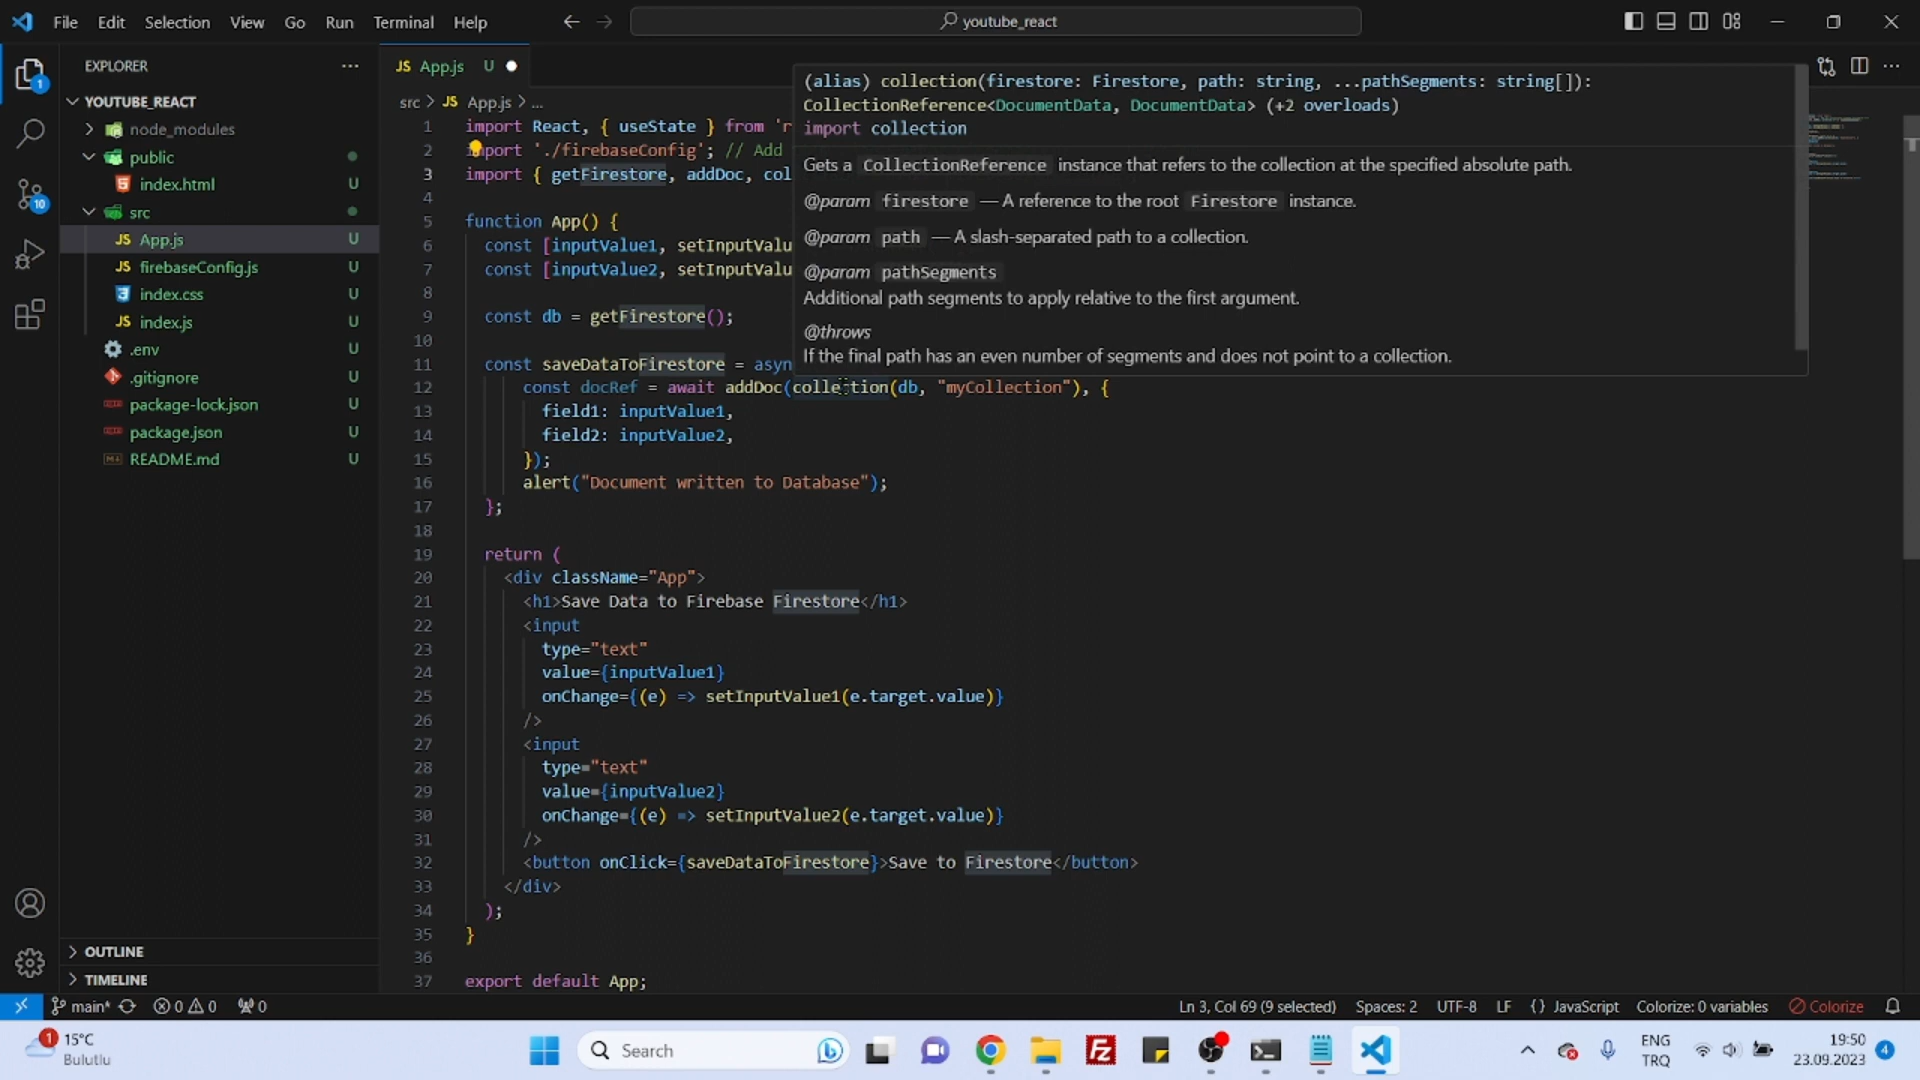 File Edit Selection View Go Run Terminal Help
youtube_react
EXPLORER
YOUTUBE_REACT
node_modules
public
index.html U
src
App.js U
firebaseConfig.js U
index.css U
index.js U
.env U
.gitignore U
package-lock.json U
package.json U
README.md U
OUTLINE
TIMELINE
1
10
JS App.js U
src > JS App.js > ...
1 import React, { useState } from 'r
2 import './firebaseConfig'; // Add
3 import { getFirestore, addDoc, col
4
5 function App() {
6 const [inputValue1, setInputValu
7 const [inputValue2, setInputValu
8
9 const db = getFirestore();
10
11 const saveDataToFirestore = asyn
12 const docRef = await addDoc(collection(db, "myCollection"), {
13 field1: inputValue1,
14 field2: inputValue2,
15 });
16 alert("Document written to Database");
17 };
18
19 return (
20 <div className="App">
21 <h1>Save Data to Firebase Firestore</h1>
22 <input
23 type="text"
24 value={inputValue1}
25 onChange={(e) => setInputValue1(e.target.value)}
26 />
27 <input
28 type="text"
29 value={inputValue2}
30 onChange={(e) => setInputValue2(e.target.value)}
31 />
32 <button onClick={saveDataToFirestore}>Save to Firestore</button>
33 </div>
34 );
35 }
36
37 export default App;
(alias) collection(firestore: Firestore, path: string, ...pathSegments: string[]):
CollectionReference<DocumentData, DocumentData> (+2 overloads)
import collection
Gets a CollectionReference instance that refers to the collection at the specified absolute path.
@param firestore — A reference to the root Firestore instance.
@param path — A slash-separated path to a collection.
@param pathSegments
Additional path segments to apply relative to the first argument.
@throws
If the final path has an even number of segments and does not point to a collection.
main* 0 0 0
Ln 3, Col 69 (9 selected) Spaces: 2 UTF-8 LF {} JavaScript Colorize: 0 variables Colorize
1 15°C
Bulutlu
Search
ENG
TRQ
19:50
23.09.2023
4